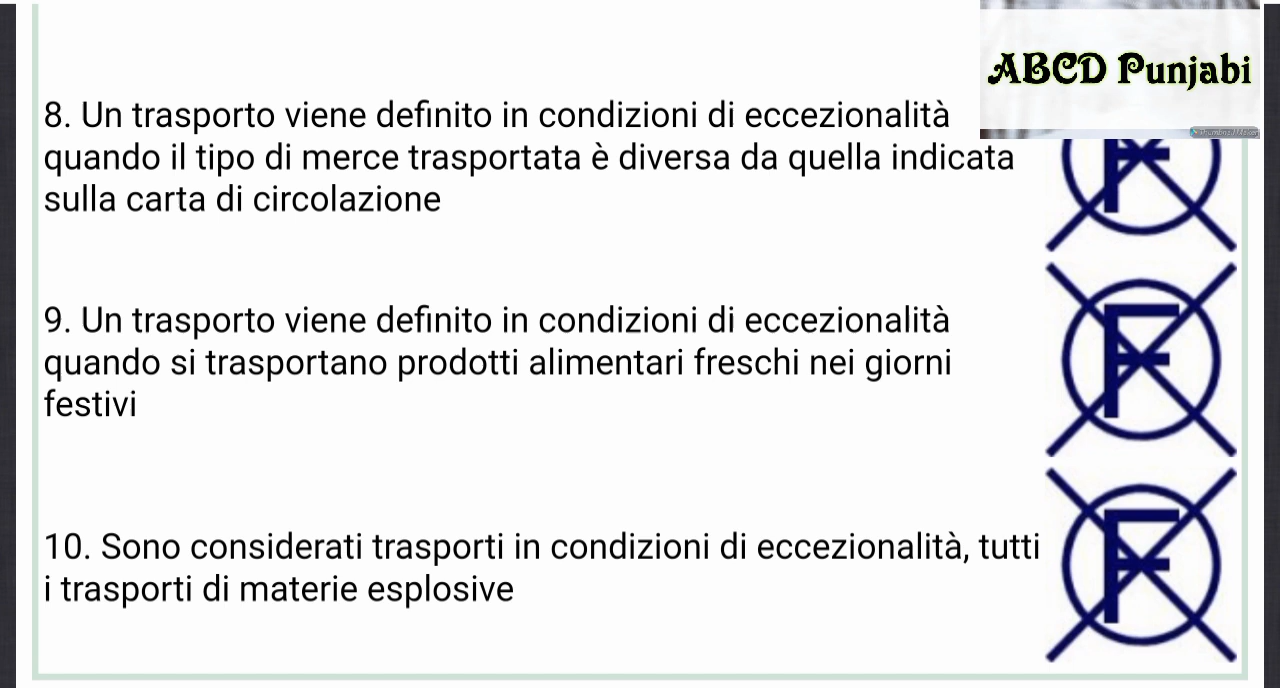 ABCD Punjabi
8. Un trasporto viene definito in condizioni di eccezionalità
quando il tipo di merce trasportata è diversa da quella indicata
sulla carta di circolazione
F
9. Un trasporto viene definito in condizioni di eccezionalità
quando si trasportano prodotti alimentari freschi nei giorni
festivi
F
10. Sono considerati trasporti in condizioni di eccezionalità, tutti
i trasporti di materie esplosive
F